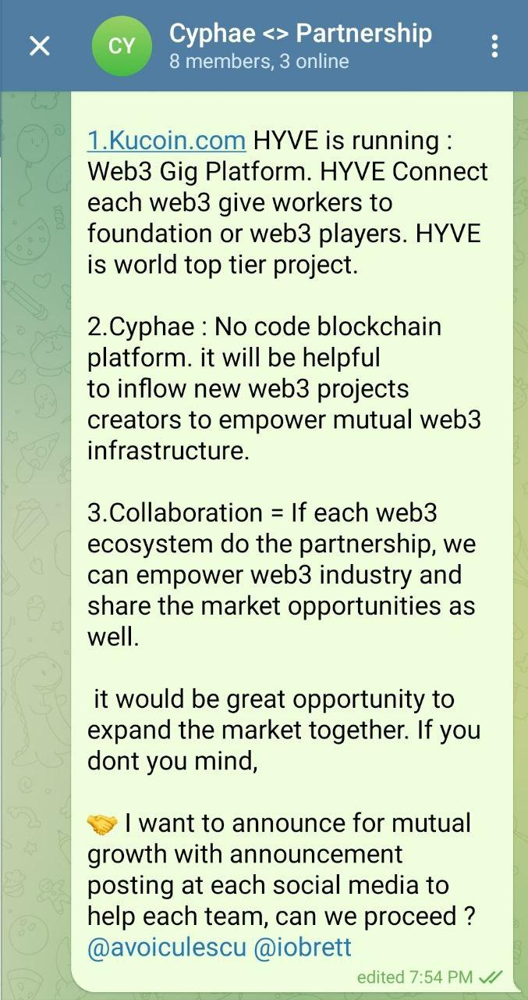 CY
Cyphae <> Partnership
8 members, 3 online
1.Kucoin.com HYVE is running :
Web3 Gig Platform. HYVE Connect
each web3 give workers to
foundation or web3 players. HYVE
is world top tier project.
2.Cyphae : No code blockchain
platform. it will be helpful
to inflow new web3 projects
creators to empower mutual web3
infrastructure.
3.Collaboration = If each web3
ecosystem do the partnership, we
can empower web3 industry and
share the market opportunities as
well.
it would be great opportunity to
expand the market together. If you
dont you mind,
🤝 I want to announce for mutual
growth with announcement
posting at each social media to
help each team, can we proceed ?
@avoiculescu @iobrett
edited 7:54 PM